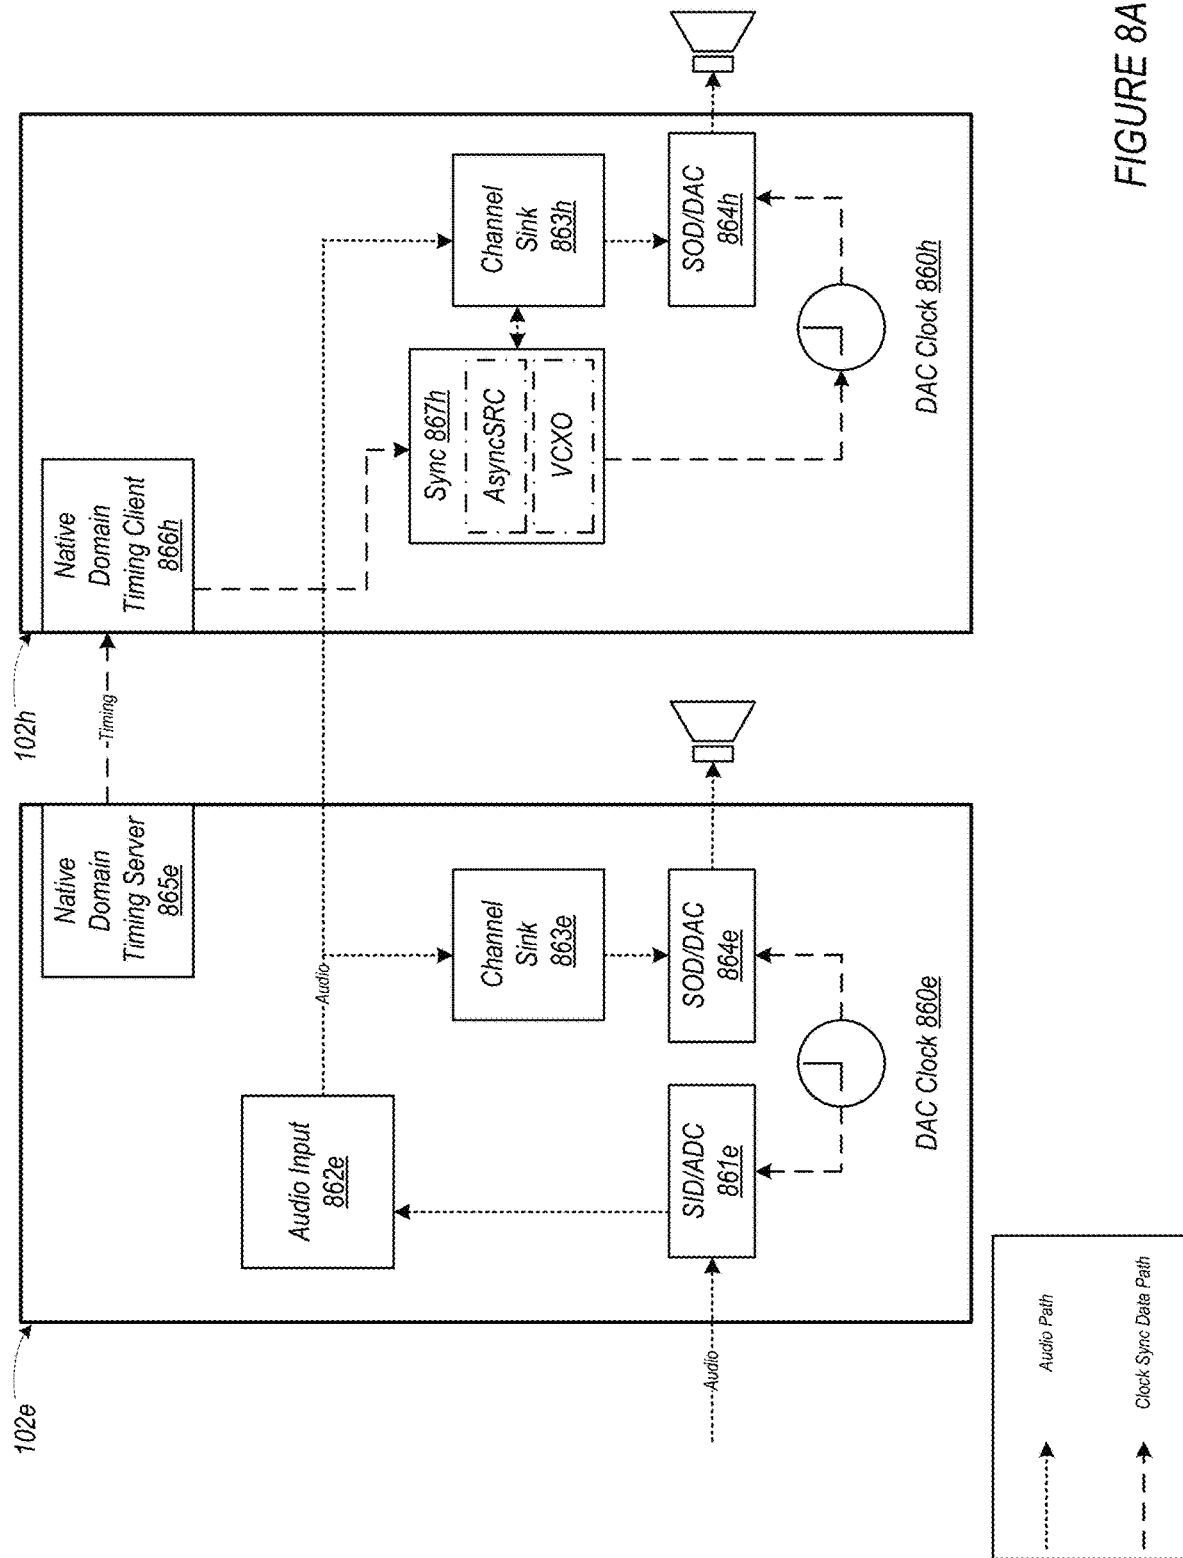 102e
Native
Domain
Timing Server
865e
Audio Input
862e
Audio
Channel
Sink
863e
Audio
SID/ADC
861e
SOD/DAC
864e
DAC Clock 860e
Timing
102h
Native
Domain
Timing Client
866h
Sync 867h
AsyncSRC
VCXO
Channel
Sink
863h
SOD/DAC
864h
DAC Clock 860h
Audio Path
Clock Sync Data Path
FIGURE 8A